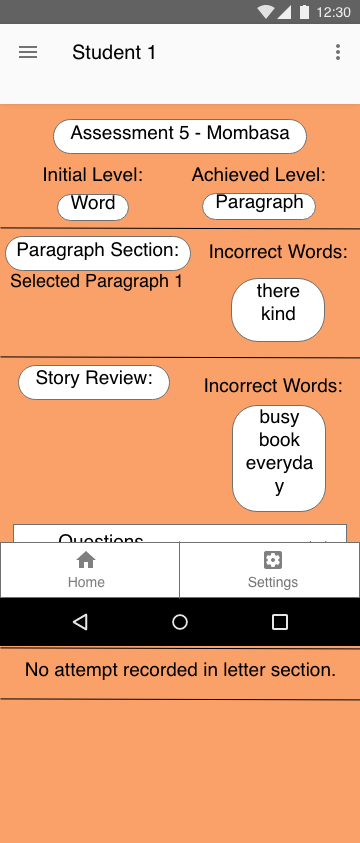 12:30
Student 1
Assessment 5 - Mombasa
Initial Level:
Achieved Level:
Word
Paragraph
Paragraph Section:
Incorrect Words:
Selected Paragraph 1
there
kind
Story Review:
Incorrect Words:
busy
book
everyda
y
Questions
Home
Settings
No attempt recorded in letter section.